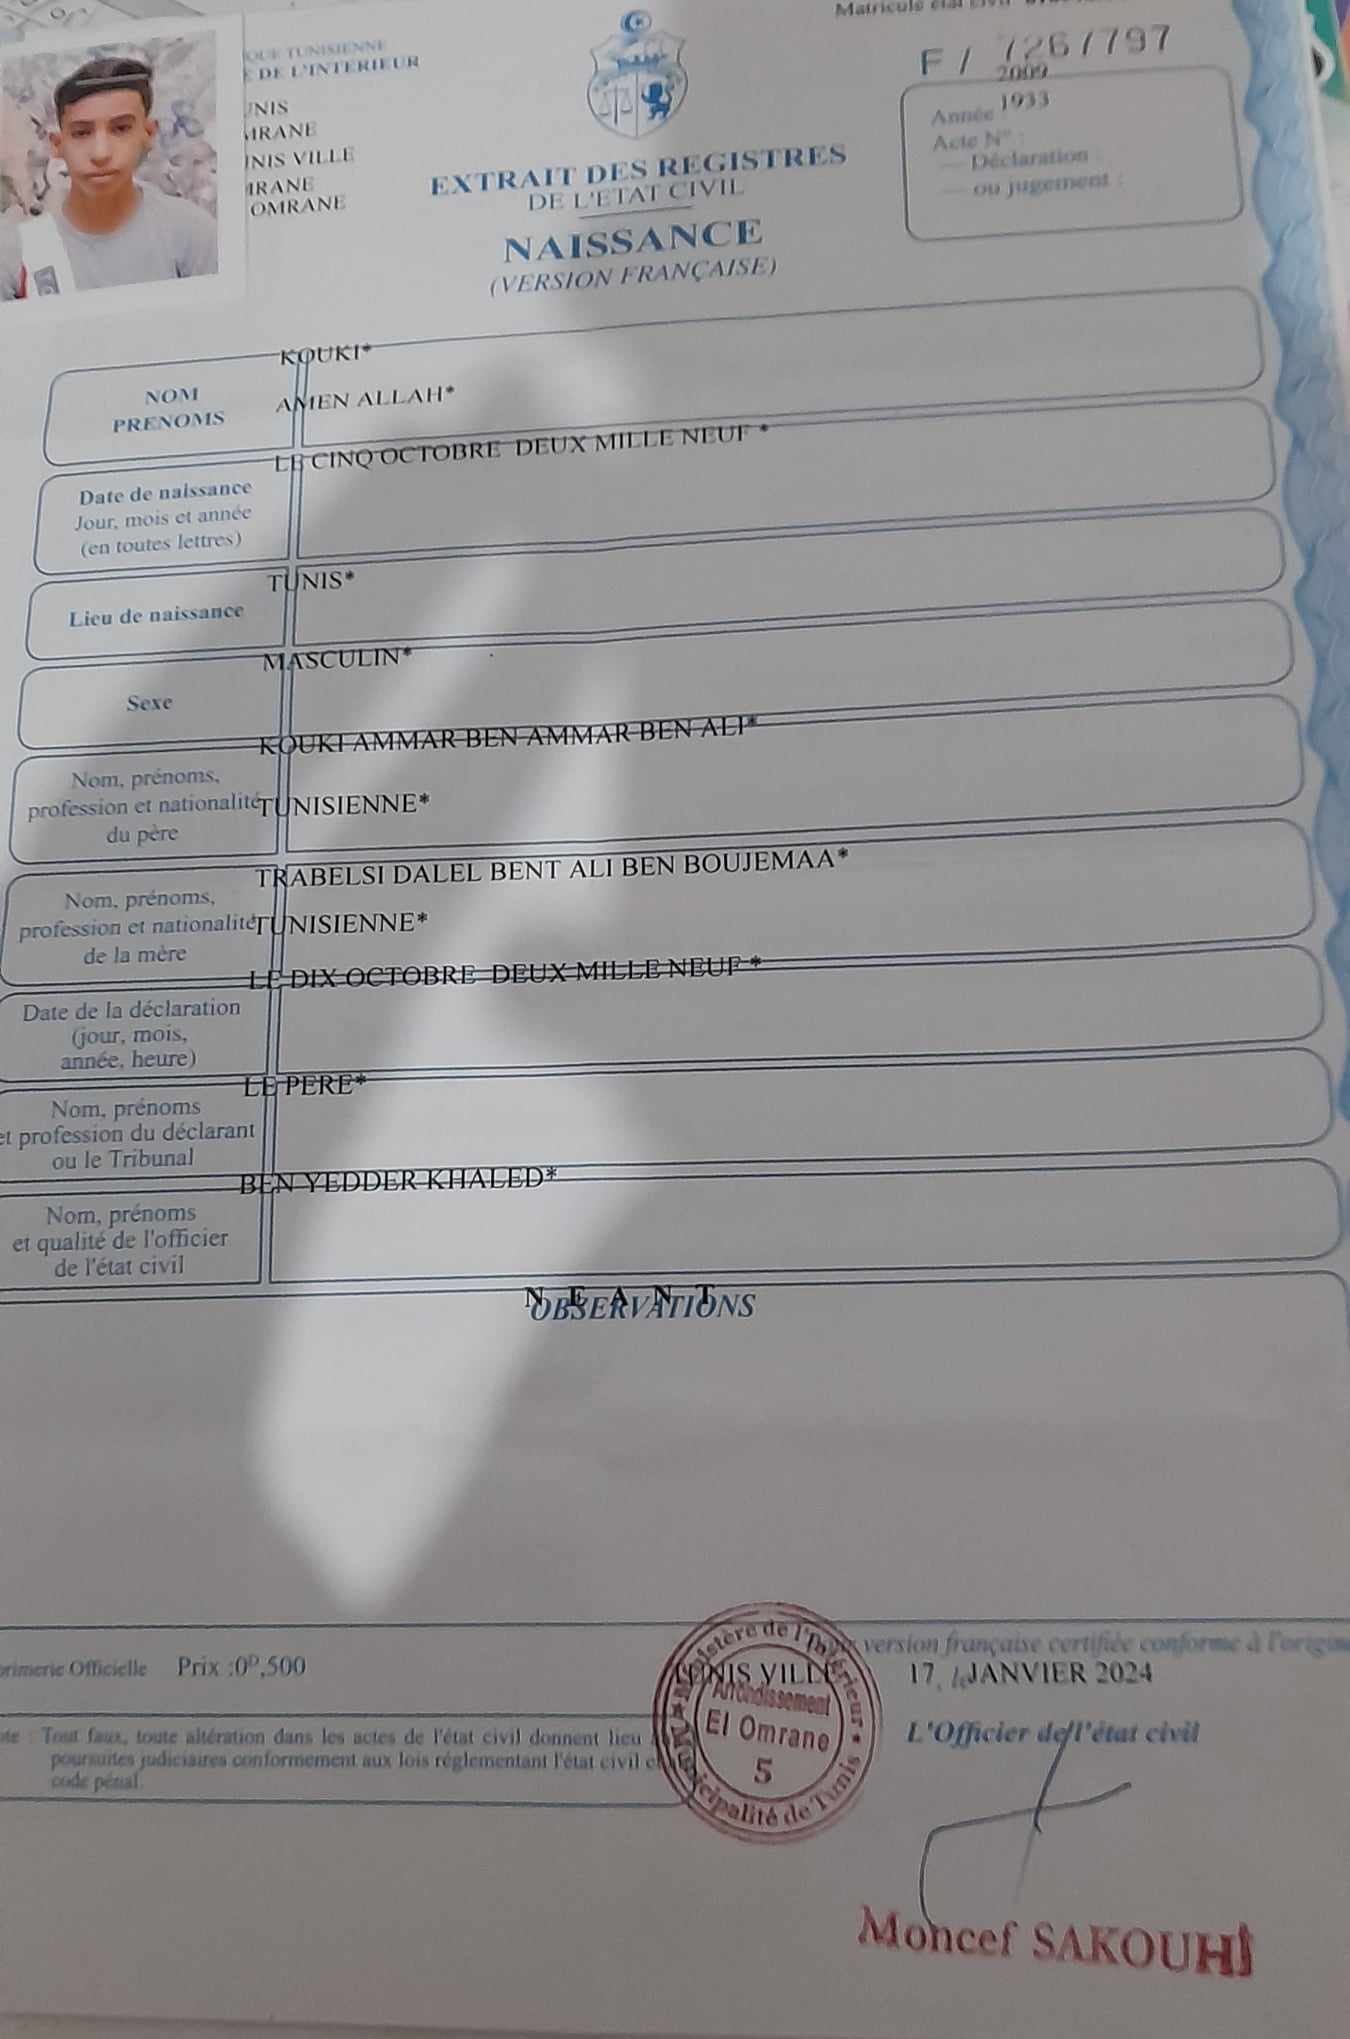 Matricule état civil
QUE TUNISIENNE
DE L'INTERIEUR
F / 7267797
2009
UNIS
MRANE
UNIS VILLE
MRANE
OMRANE
Année 1933
Acte N° :
— Déclaration :
— ou jugement :
EXTRAIT DES REGISTRES
DE L'ETAT CIVIL
NAISSANCE
(VERSION FRANÇAISE)
KOUKI*
NOM
PRENOMS
AMEN ALLAH*
LE CINQ OCTOBRE DEUX MILLE NEUF *
Date de naissance
Jour, mois et année
(en toutes lettres)
TUNIS*
Lieu de naissance
MASCULIN*
Sexe
KOUKI AMMAR BEN AMMAR BEN ALI*
Nom, prénoms,
profession et nationalité
du père
TUNISIENNE*
TRABELSI DALEL BENT ALI BEN BOUJEMAA*
Nom, prénoms,
profession et nationalité
de la mère
TUNISIENNE*
LE DIX OCTOBRE DEUX MILLE NEUF *
Date de la déclaration
(jour, mois,
année, heure)
LE PERE*
Nom, prénoms
et profession du déclarant
ou le Tribunal
BEN YEDDER KHALED*
Nom, prénoms
et qualité de l'officier
de l'état civil
N E A N T
OBSERVATIONS
version française certifiée conforme à l'origin
primerie Officielle Prix :0D,500
TUNIS VILLE 17, le JANVIER 2024
Ministère de l'Intérieur
Arrondissement
El Omrane
5
Municipalité de Tunis
L'Officier de l'état civil
ote : Tout faux, toute altération dans les actes de l'état civil donnent lieu
poursuites judiciaires conformement aux lois réglementant l'état civil
code pénal.
Moncef SAKOUHI